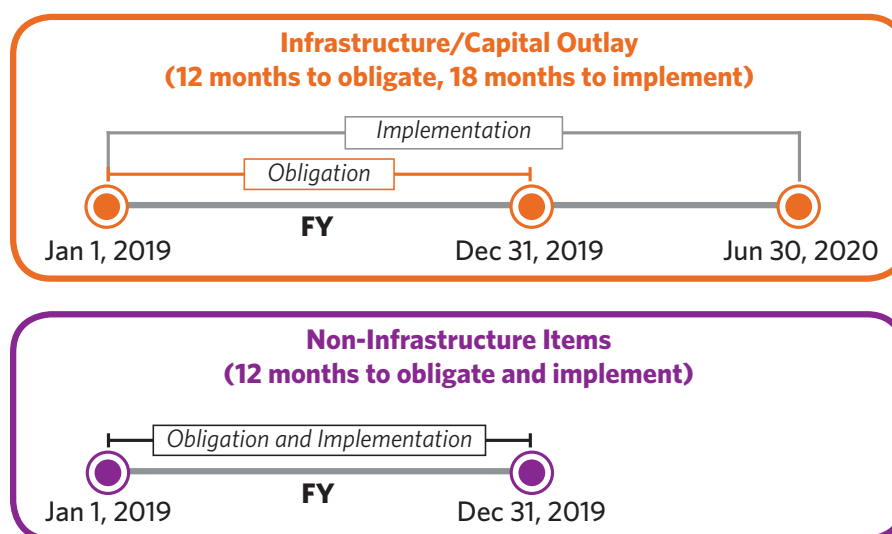 Infrastructure/Capital Outlay
(12 months to obligate, 18 months to implement)
Implementation
Obligation
FY
Jan 1, 2019 Dec 31, 2019 Jun 30, 2020
Non-Infrastructure Items
(12 months to obligate and implement)
Obligation and Implementation
FY
Jan 1, 2019 Dec 31, 2019